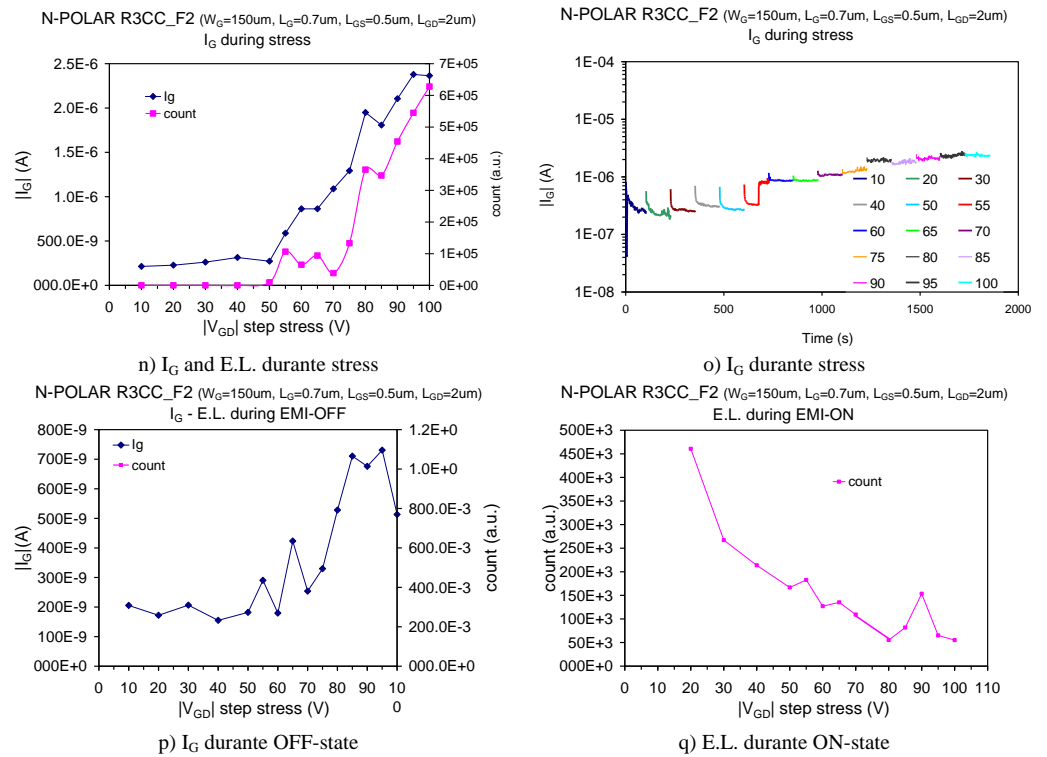 N-POLAR R3CC_F2 (WG=150um, LG=0.7um, LGS=0.5um, LGD=2um)
IG during stress
2.5E-6
2.0E-6
1.5E-6
1.0E-6
500.0E-9
000.0E+0
|IG| (A)
Ig
count
7E+05
6E+05
5E+05
4E+05
3E+05
2E+05
1E+05
0E+00
count (a.u.)
0 10 20 30 40 50 60 70 80 90 100
|VGD| step stress (V)
n) IG and E.L. durante stress
N-POLAR R3CC_F2 (WG=150um, LG=0.7um, LGS=0.5um, LGD=2um)
IG during stress
1E-04
1E-05
1E-06
1E-07
1E-08
|IG| (A)
10 20 30
40 50 55
60 65 70
75 80 85
90 95 100
0 500 1000 1500 2000
Time (s)
o) IG durante stress
N-POLAR R3CC_F2 (WG=150um, LG=0.7um, LGS=0.5um, LGD=2um)
IG - E.L. during EMI-OFF
800E-9
700E-9
600E-9
500E-9
400E-9
300E-9
200E-9
100E-9
000E+0
|IG|(A)
Ig
count
1.2E+0
1.0E+0
800.0E-3
600.0E-3
400.0E-3
200.0E-3
000.0E+0
count (a.u.)
0 10 20 30 40 50 60 70 80 90 10
0
|VGD| step stress (V)
p) IG durante OFF-state
N-POLAR R3CC_F2 (WG=150um, LG=0.7um, LGS=0.5um, LGD=2um)
E.L. during EMI-ON
500E+3
450E+3
400E+3
350E+3
300E+3
250E+3
200E+3
150E+3
100E+3
050E+3
000E+0
count (a.u.)
count
0 10 20 30 40 50 60 70 80 90 100 110
|VGD| step stress (V)
q) E.L. durante ON-state